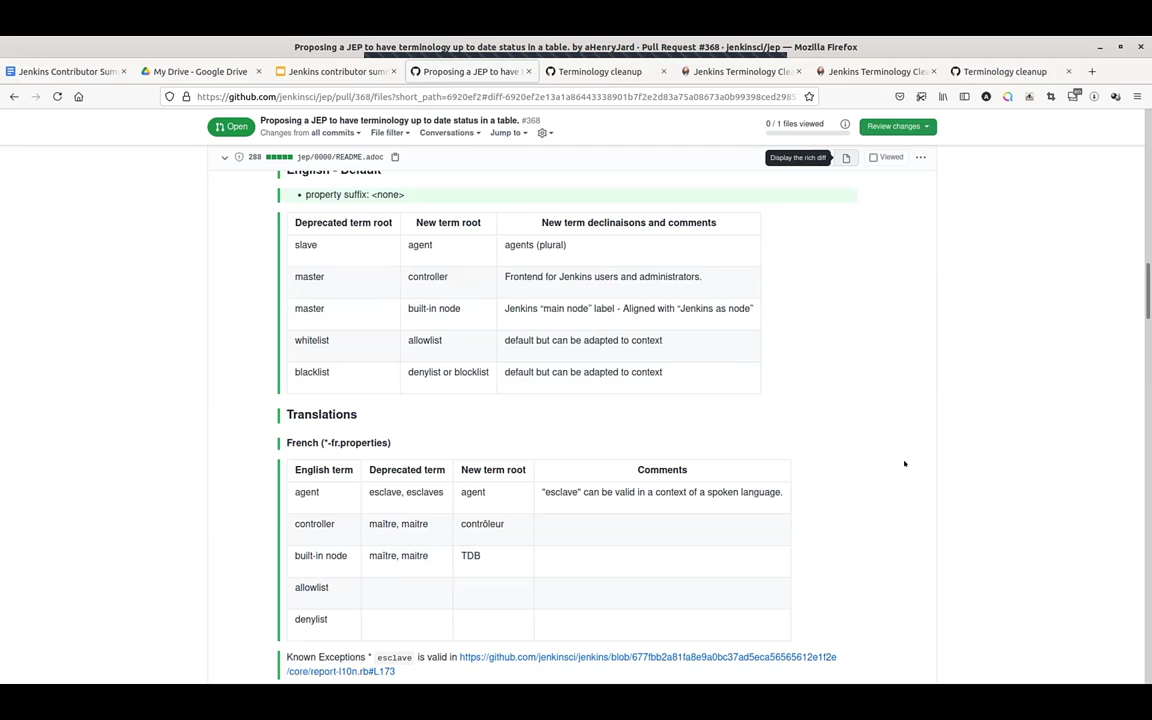 Proposing a JEP to have terminology up to date status in a table. by aHenryJard · Pull Request #368 · jenkinsci/jep — Mozilla Firefox
Jenkins Contributor Sum
My Drive - Google Drive
Jenkins contributor sum
Proposing a JEP to have t
Terminology cleanup
Jenkins Terminology Cle
Jenkins Terminology Cle
Terminology cleanup
https://github.com/jenkinsci/jep/pull/368/files?short_path=6920ef2#diff-6920ef2e13a1a86443338901b7f2e2d83a75a08673a0b99398ced2985
Open
Proposing a JEP to have terminology up to date status in a table. #368
Changes from all commits
File filter
Conversations
Jump to
0 / 1 files viewed
Review changes
288
jep/0000/README.adoc
Display the rich diff
Viewed
English - Default
• property suffix: <none>
Deprecated term root New term root New term declinaisons and comments
slave agent agents (plural)
master controller Frontend for Jenkins users and administrators.
master built-in node Jenkins “main node” label - Aligned with “Jenkins as node”
whitelist allowlist default but can be adapted to context
blacklist denylist or blocklist default but can be adapted to context
Translations
French (*-fr.properties)
English term Deprecated term New term root Comments
agent esclave, esclaves agent "esclave" can be valid in a context of a spoken language.
controller maître, maitre contrôleur
built-in node maître, maitre TDB
allowlist
denylist
Known Exceptions * esclave is valid in https://github.com/jenkinsci/jenkins/blob/677fbb2a81fa8e9a0bc37ad5eca56565612e1f2e
/core/report-l10n.rb#L173